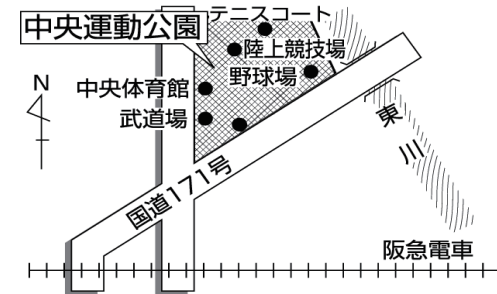 テニスコート
中央運動公園
陸上競技場
野球場
中央体育館
武道場
N
東川
国道171号
阪急電車